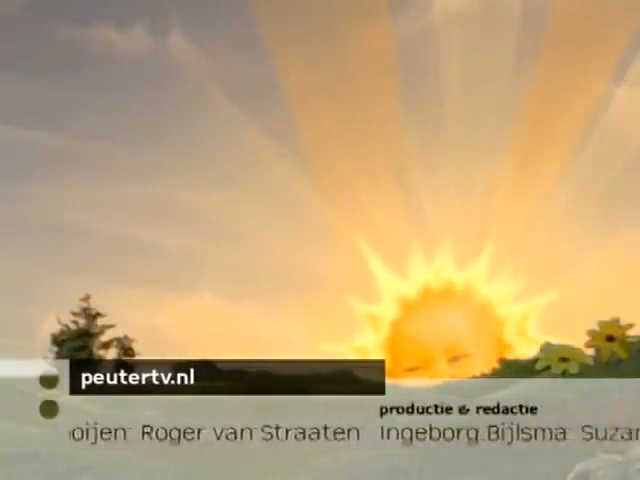 peutertv.nl
productie & redactie
Roger van Straaten Ingeborg Bijlsma